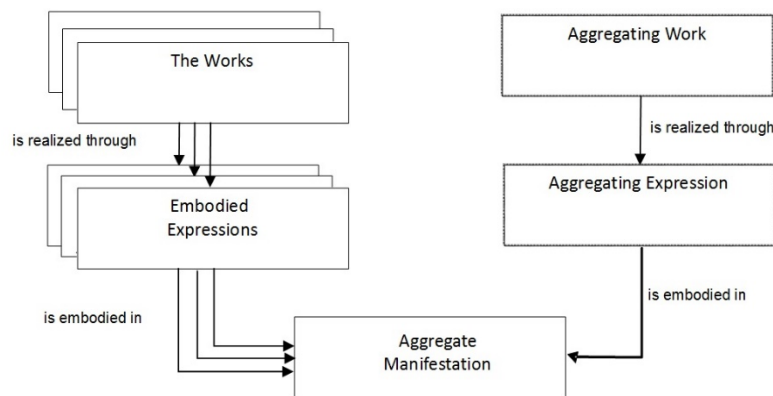 The Works
Aggregating Work
is realized through
is realized through
Embodied
Expressions
Aggregating Expression
is embodied in
is embodied in
Aggregate
Manifestation